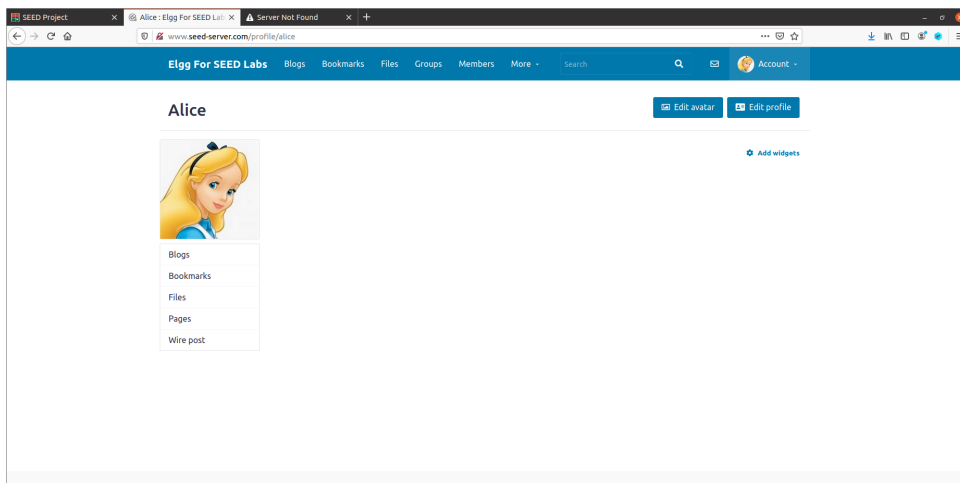 SEED Project
Alice : Elgg For SEED Lab
Server Not Found
www.seed-server.com/profile/alice
Elgg For SEED Labs Blogs Bookmarks Files Groups Members More Search Account
Alice
Edit avatar Edit profile
Add widgets
Blogs
Bookmarks
Files
Pages
Wire post